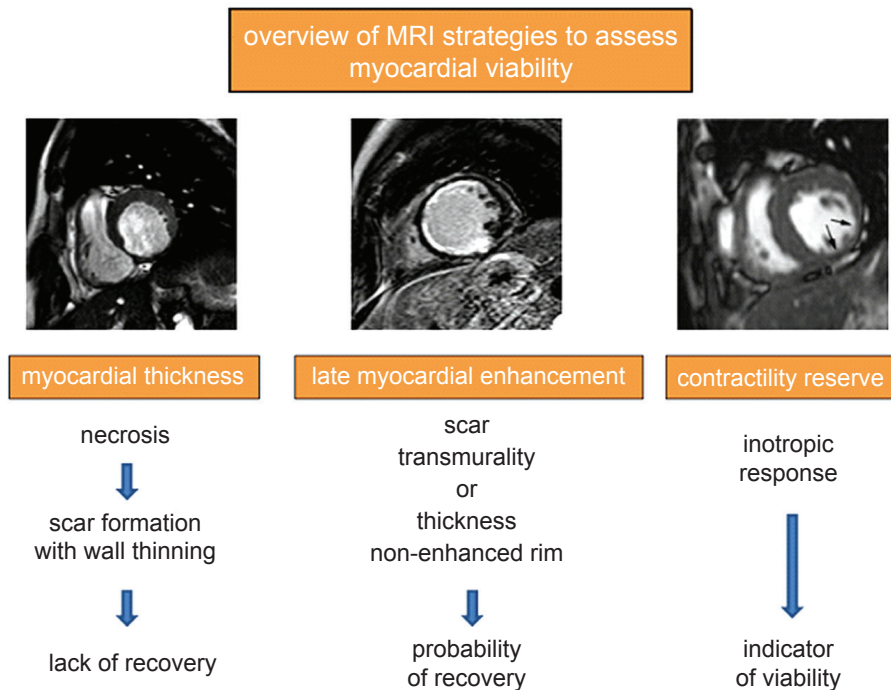 overview of MRI strategies to assess
myocardial viability
myocardial thickness
necrosis
scar formation
with wall thinning
lack of recovery
late myocardial enhancement
scar
transmurality
or
thickness
non-enhanced rim
probability
of recovery
contractility reserve
inotropic
response
indicator
of viability